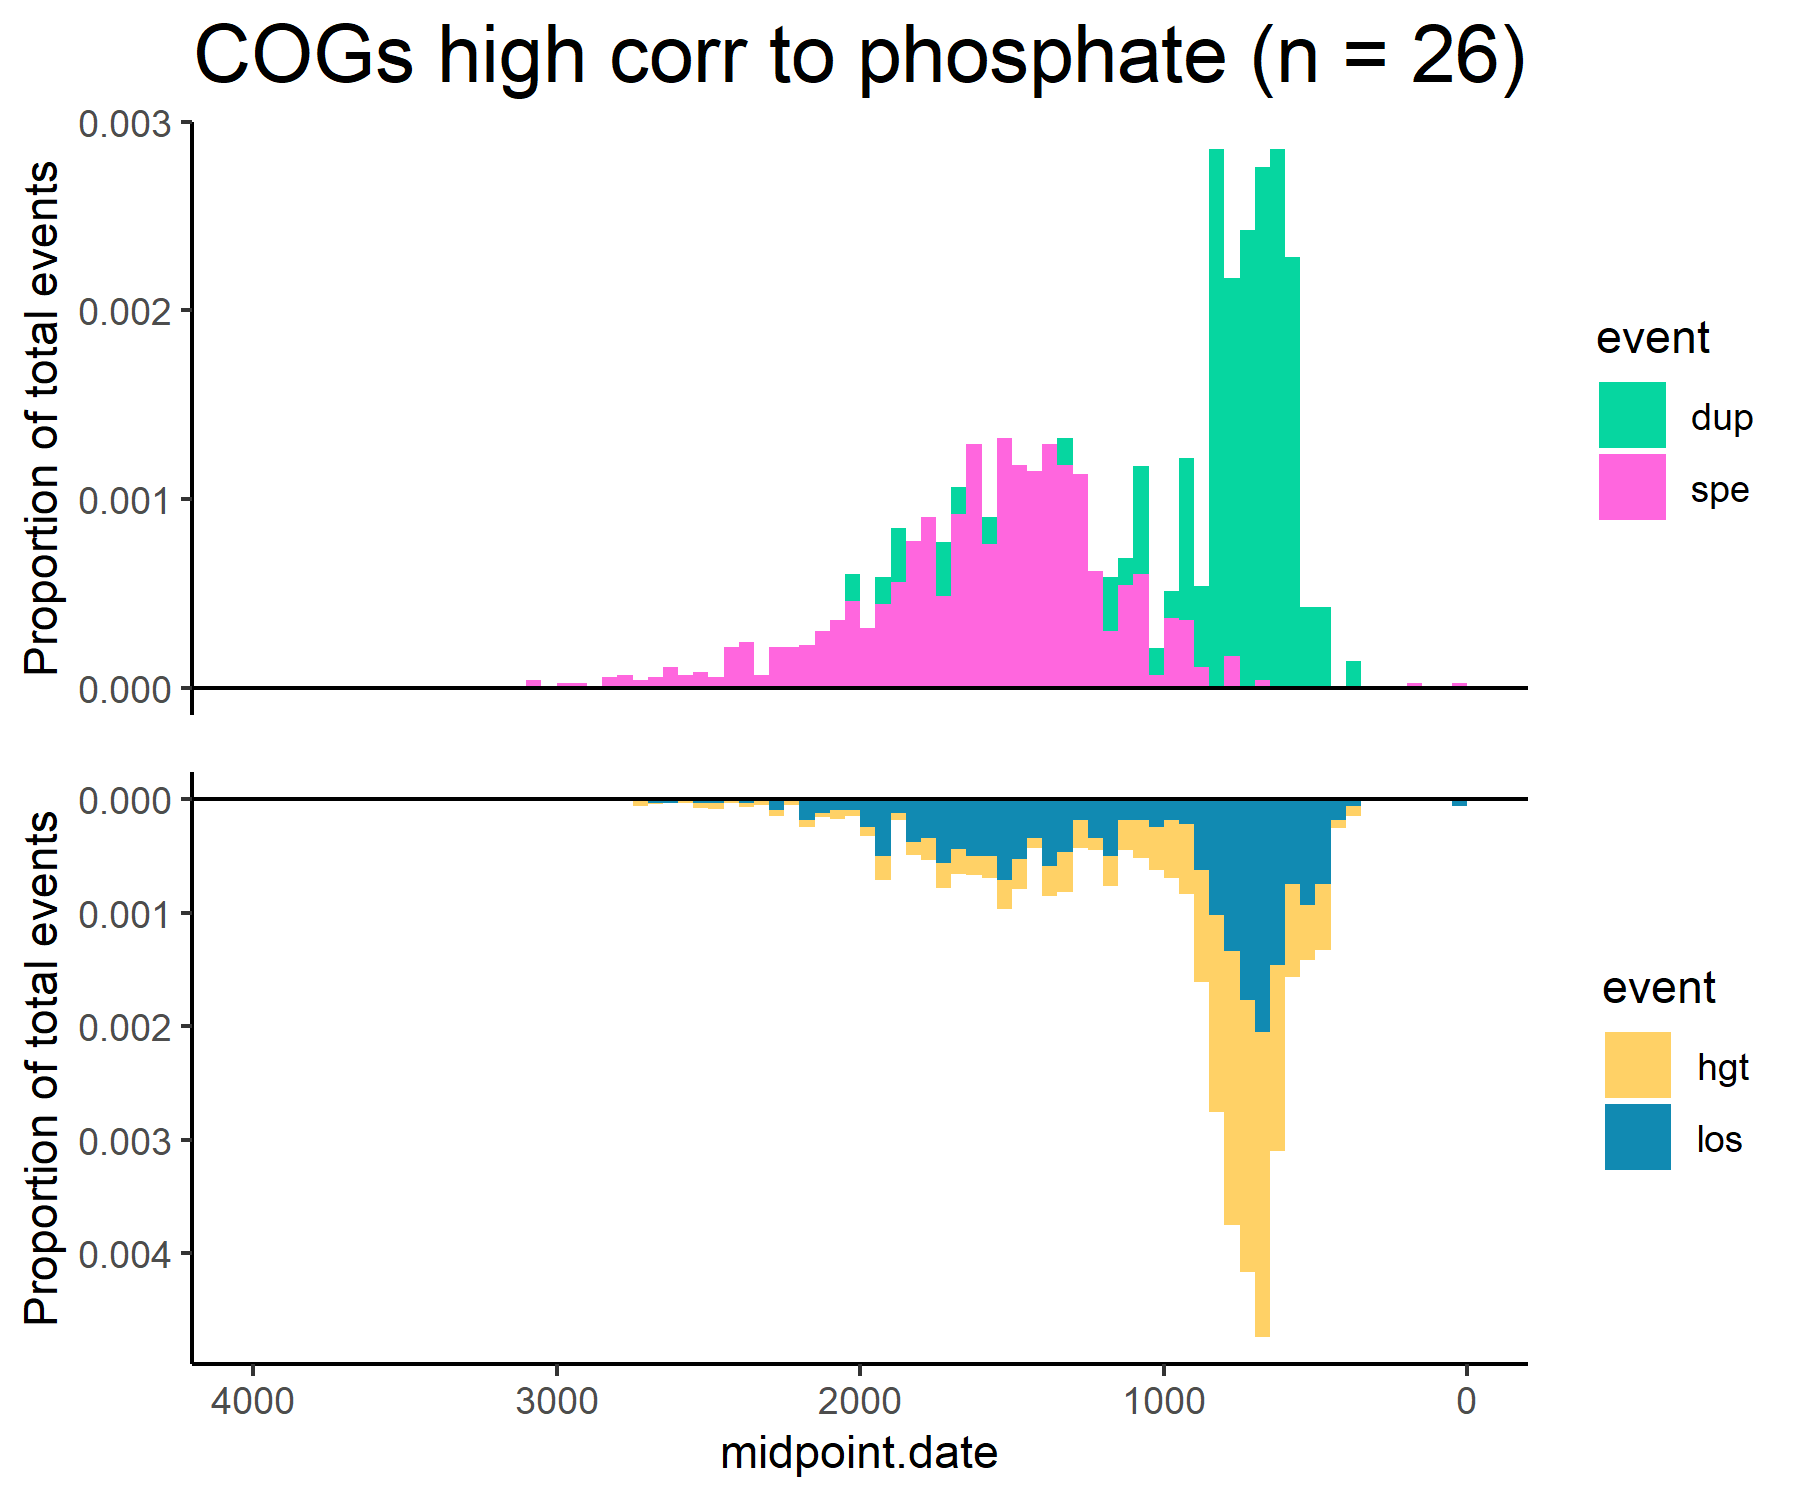 COGs high corr to phosphate (n = 26)
Proportion of total events
0.003
0.002
0.001
0.000
event
dup
spe
Proportion of total events
0.000
0.001
0.002
0.003
0.004
event
hgt
los
4000 3000 2000 1000 0
midpoint.date